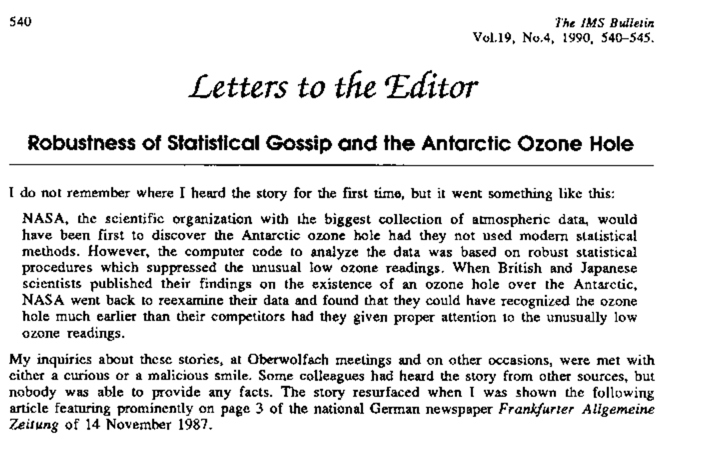 540
The IMS Bulletin
Vol.19, No.4, 1990, 540–545.
Letters to the Editor
Robustness of Statistical Gossip and the Antarctic Ozone Hole
I do not remember where I heard the story for the first time, but it went something like this:
NASA, the scientific organization with the biggest collection of atmospheric data, would
have been first to discover the Antarctic ozone hole had they not used modern statistical
methods. However, the computer code to analyze the data was based on robust statistical
procedures which suppressed the unusual low ozone readings. When British and Japanese
scientists published their findings on the existence of an ozone hole over the Antarctic,
NASA went back to reexamine their data and found that they could have recognized the ozone
hole much earlier than their competitors had they given proper attention to the unusually low
ozone readings.
My inquiries about these stories, at Oberwolfach meetings and on other occasions, were met with
either a curious or a malicious smile. Some colleagues had heard the story from other sources, but
nobody was able to provide any facts. The story resurfaced when I was shown the following
article featuring prominently on page 3 of the national German newspaper Frankfurter Allgemeine
Zeitung of 14 November 1987.